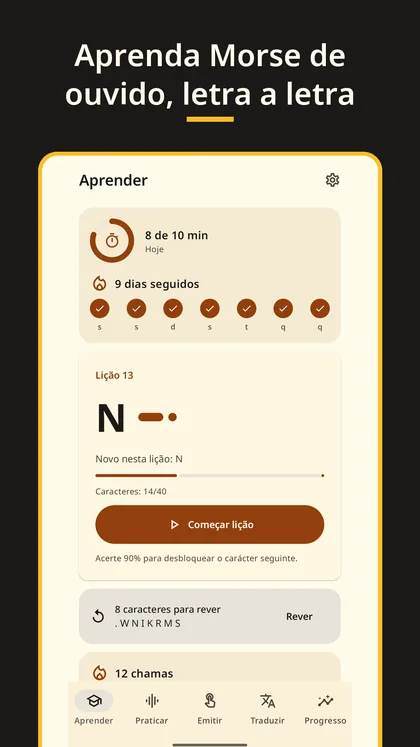 Aprenda Morse de
ouvido, letra a letra
Aprender
8 de 10 min
Hoje
9 dias seguidos
s s d s t q q
Lição 13
N
Novo nesta lição: N
Caracteres: 14/40
Começar lição
Acerte 90% para desbloquear o carácter seguinte.
8 caracteres para rever
. W N I K R M S
Rever
12 chamas
Aprender Praticar Emitir Traduzir Progresso